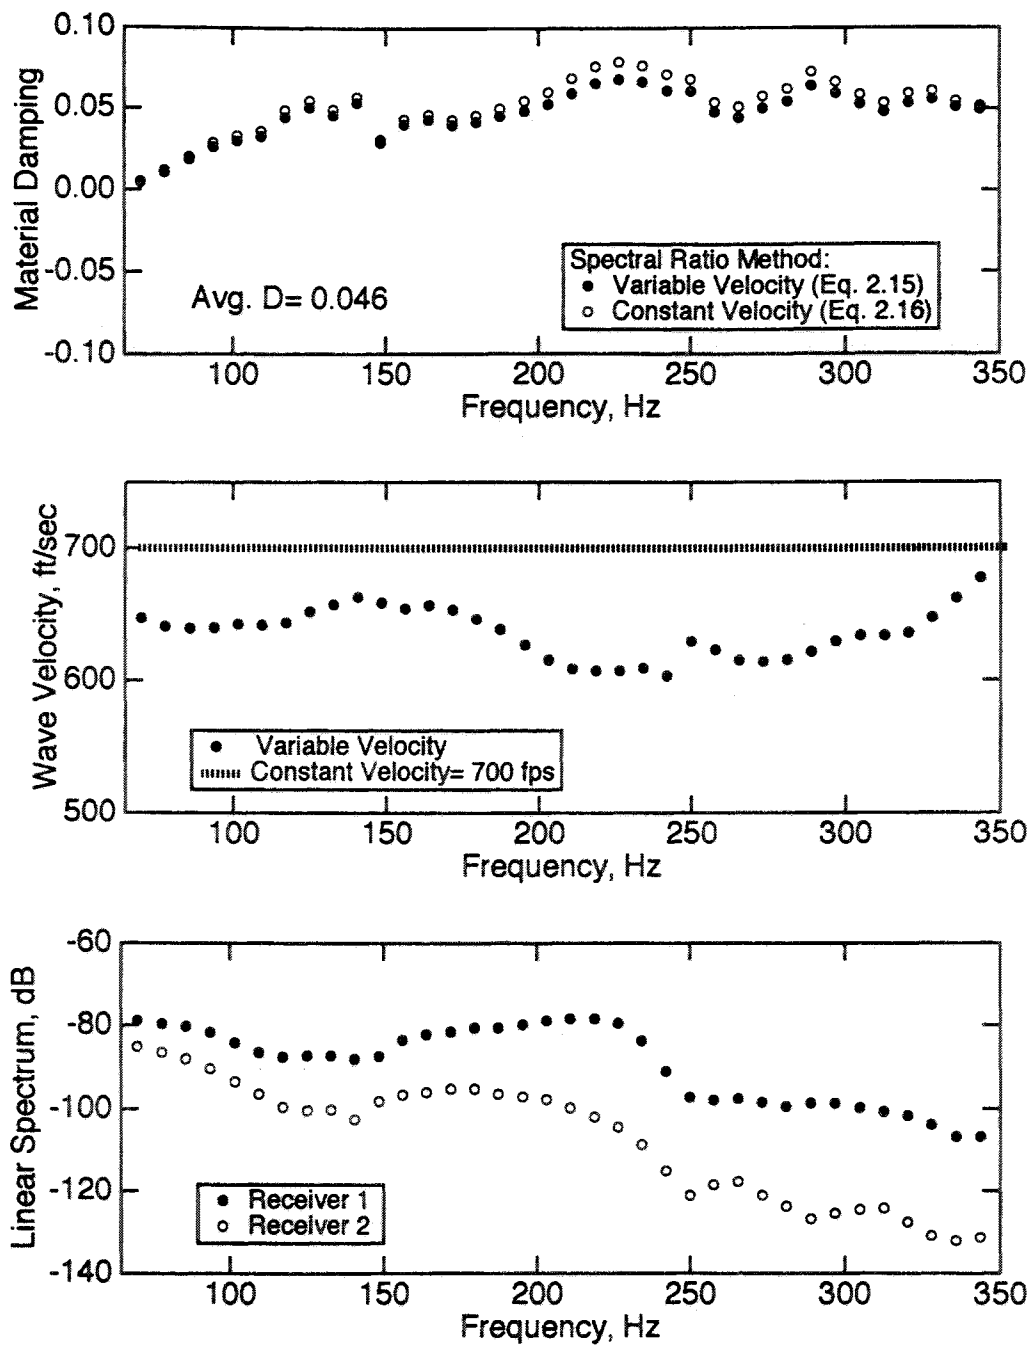 0.10
0.05
0.00
-0.05
-0.10
Material Damping
Avg. D= 0.046
Spectral Ratio Method:
Variable Velocity (Eq. 2.15)
Constant Velocity (Eq. 2.16)
100 150 200 250 300 350
Frequency, Hz
700
600
500
Wave Velocity, ft/sec
Variable Velocity
Constant Velocity= 700 fps
100 150 200 250 300 350
Frequency, Hz
-60
-80
-100
-120
-140
Linear Spectrum, dB
Receiver 1
Receiver 2
100 150 200 250 300 350
Frequency, Hz